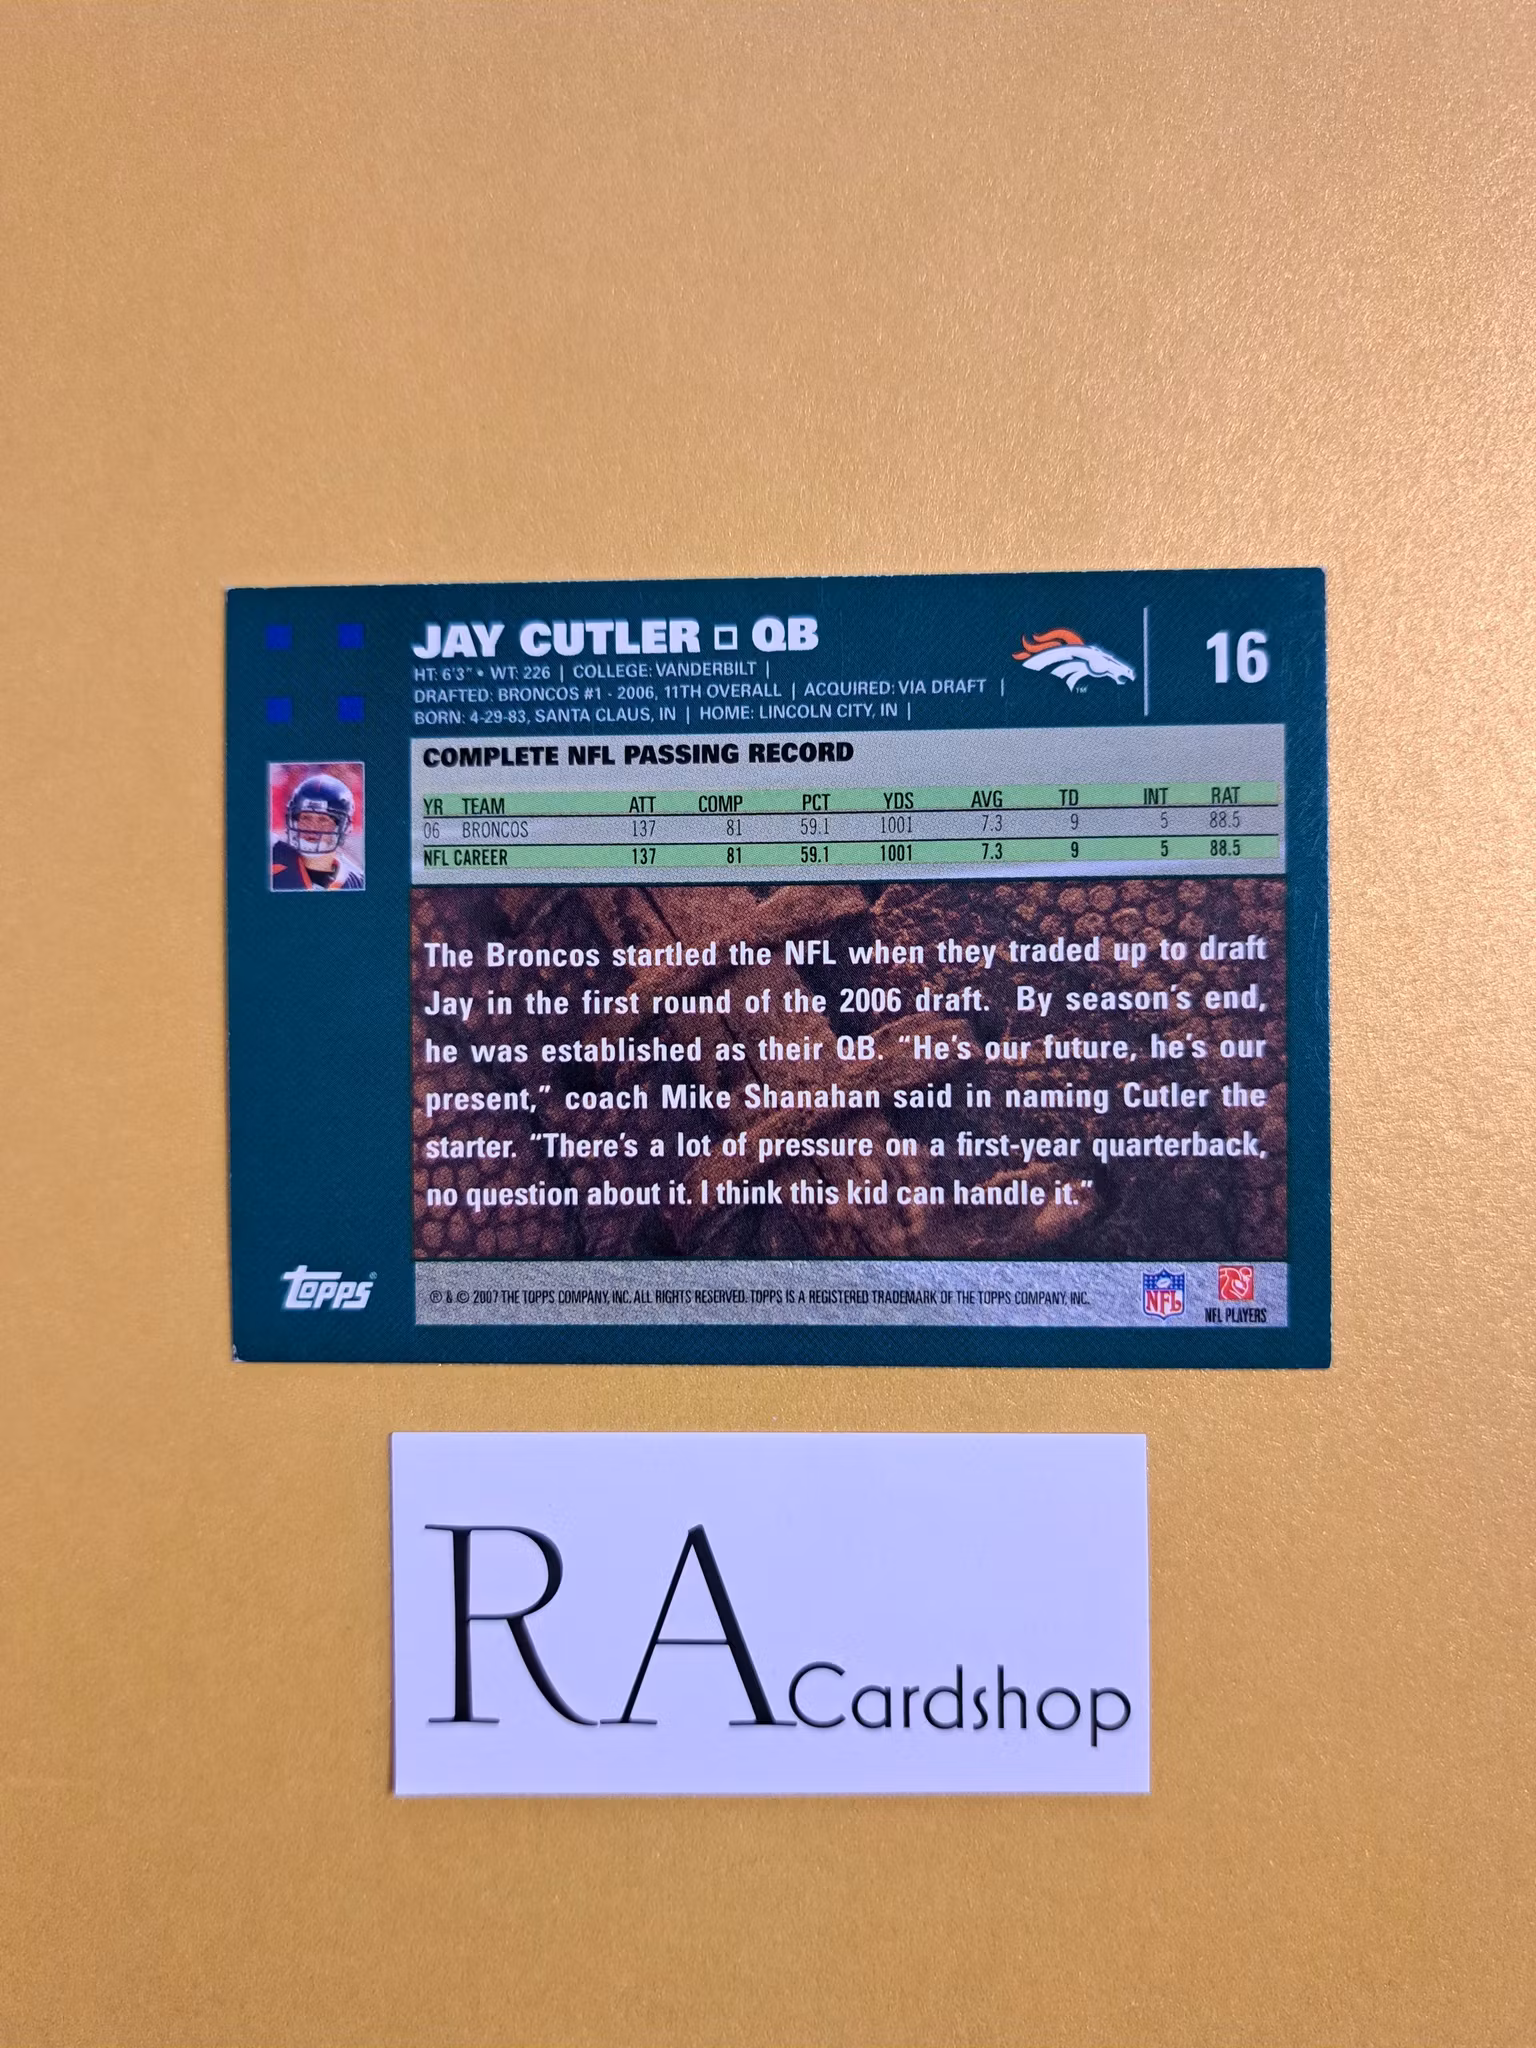 JAY CUTLER □ QB
16
HT: 6'3" • WT: 226 | COLLEGE: VANDERBILT |
DRAFTED: BRONCOS #1 - 2006, 11TH OVERALL | ACQUIRED: VIA DRAFT |
BORN: 4-29-83, SANTA CLAUS, IN | HOME: LINCOLN CITY, IN |
TM
COMPLETE NFL PASSING RECORD
YR TEAM ATT COMP PCT YDS AVG TD INT RAT
06 BRONCOS 137 81 59.1 1001 7.3 9 5 88.5
NFL CAREER 137 81 59.1 1001 7.3 9 5 88.5
The Broncos startled the NFL when they traded up to draft
Jay in the first round of the 2006 draft. By season's end,
he was established as their QB. "He's our future, he's our
present," coach Mike Shanahan said in naming Cutler the
starter. "There's a lot of pressure on a first-year quarterback,
no question about it. I think this kid can handle it."
Topps®
® & © 2007 THE TOPPS COMPANY, INC. ALL RIGHTS RESERVED. TOPPS IS A REGISTERED TRADEMARK OF THE TOPPS COMPANY, INC.
NFL
NFL PLAYERS
RA Cardshop